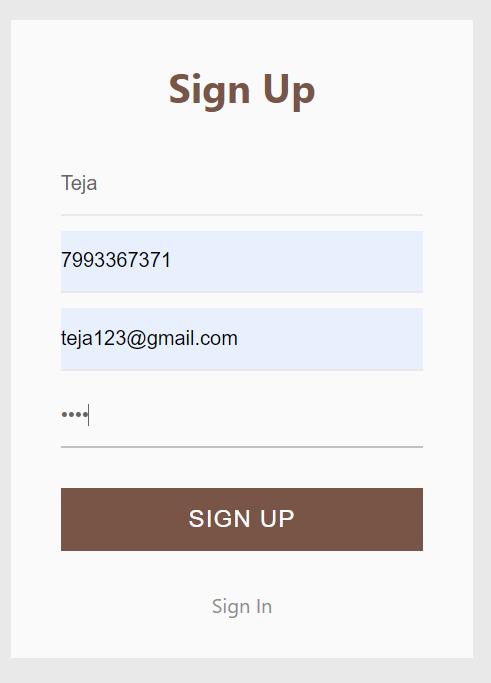 Sign Up
Teja
7993367371
teja123@gmail.com
••••
SIGN UP
Sign In